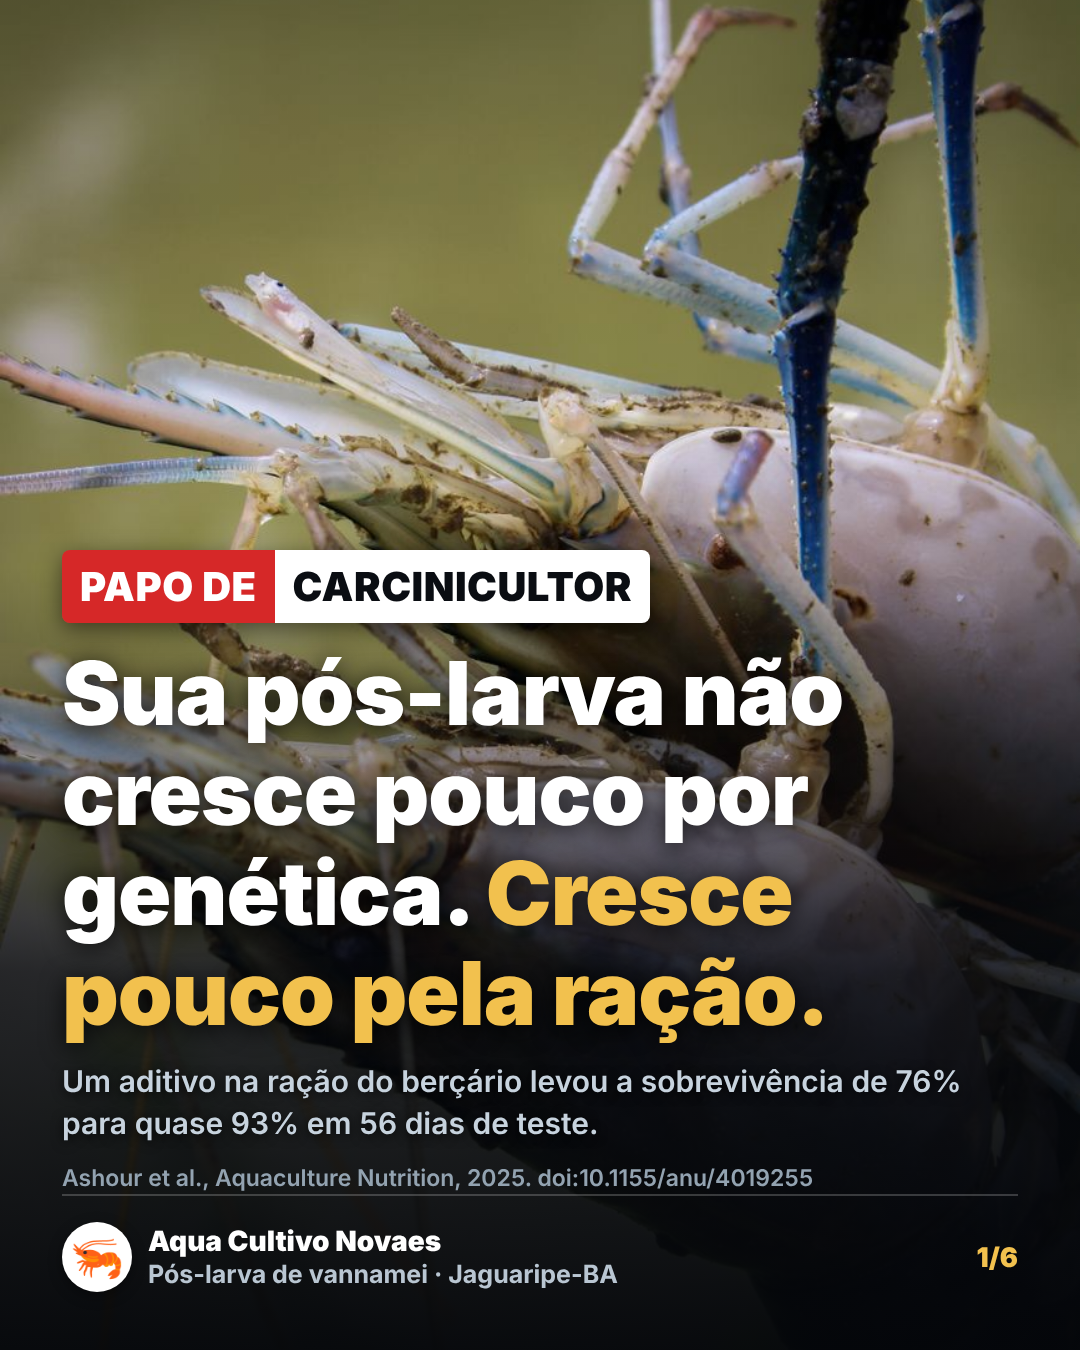 PAPO DE CARCINICULTOR
Sua pós-larva não
cresce pouco por
genética. Cresce
pouco pela ração.
Um aditivo na ração do berçário levou a sobrevivência de 76%
para quase 93% em 56 dias de teste.
Ashour et al., Aquaculture Nutrition, 2025. doi:10.1155/anu/4019255
Aqua Cultivo Novaes
Pós-larva de vannamei · Jaguaripe-BA
1/6